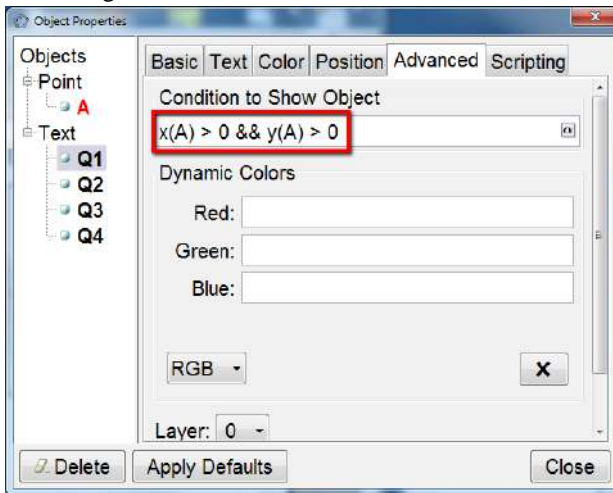 Object Properties
Objects
Point
A
Text
Q1
Q2
Q3
Q4
Basic Text Color Position Advanced Scripting
Condition to Show Object
x(A) > 0 && y(A) > 0
Dynamic Colors
Red:
Green:
Blue:
RGB
X
Layer: 0
Delete Apply Defaults Close